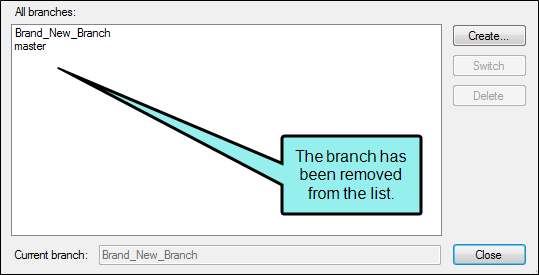 All branches:
Brand_New_Branch
master
Create...
Switch
Delete
The branch has
been removed
from the list.
Current branch: Brand_New_Branch
Close